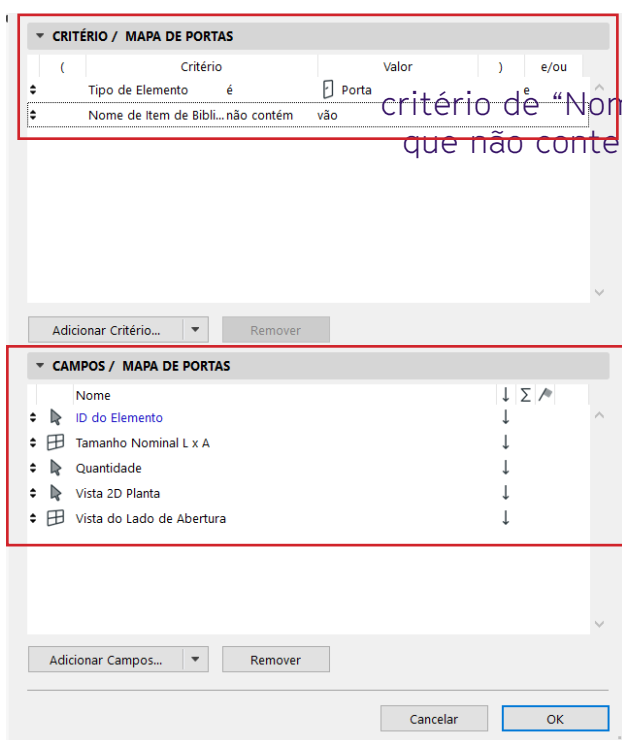 CRITÉRIO / MAPA DE PORTAS
( Critério Valor ) e/ou
Tipo de Elemento é Porta e
Nome de Item de Bibli... não contém vão
critério de “Nom
que não conte
Adicionar Critério... Remover
CAMPOS / MAPA DE PORTAS
Nome ↓ Σ
ID do Elemento ↓
Tamanho Nominal L x A ↓
Quantidade ↓
Vista 2D Planta ↓
Vista do Lado de Abertura ↓
Adicionar Campos... Remover
Cancelar OK